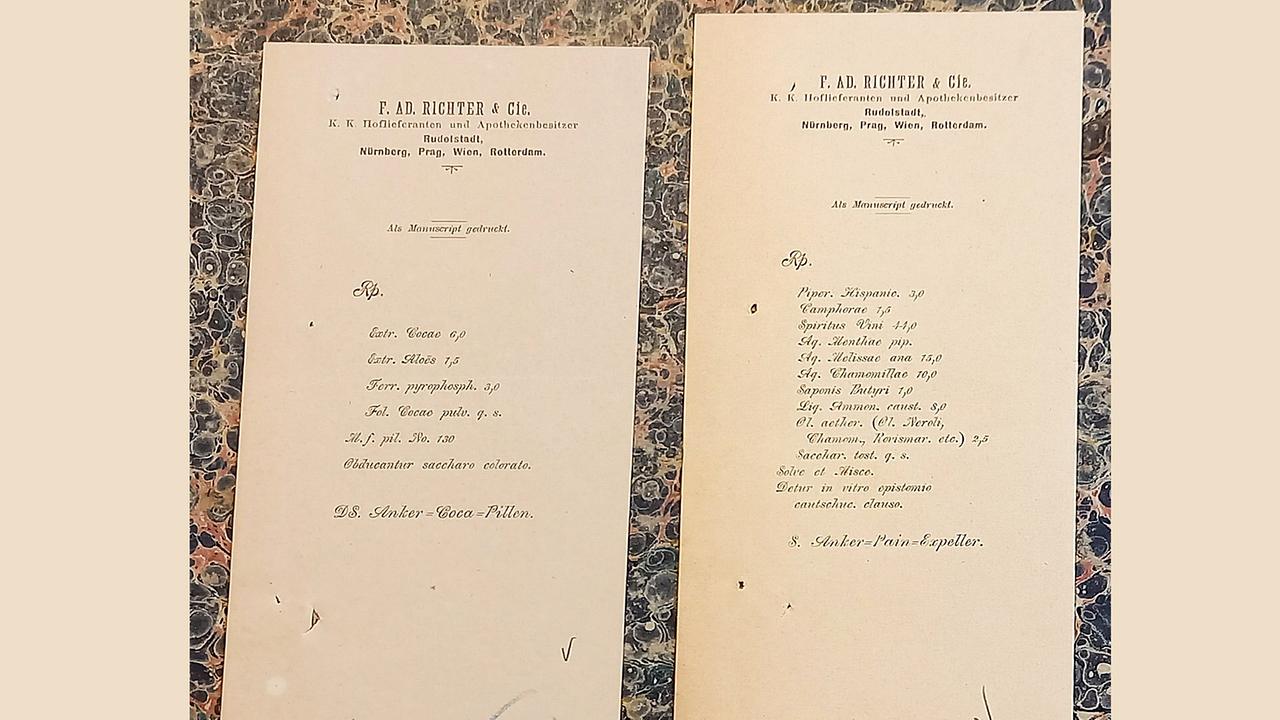 F. AD. RICHTER & Cie.
K. K. Hoflieferanten und Apothekenbesitzer
Rudolstadt,
Nürnberg, Prag, Wien, Rotterdam.
Als Manuscript gedruckt.
Rp.
Extr. Cocae 6,0
Extr. Aloës 1,5
Ferr. pyrophosph. 3,0
Fol. Cocae pulv. q. s.
M. f. pil. No. 130
Obducantur saccharo colorato.
DS. Anker=Coca=Pillen.
F. AD. RICHTER & Cie.
K. K. Hoflieferanten und Apothekenbesitzer
Rudolstadt,
Nürnberg, Prag, Wien, Rotterdam.
Als Manuscript gedruckt.
Rp.
Piper. Hispanic. 3,0
Camphorae 1,5
Spiritus Vini 44,0
Aq. Menthae pip.
Aq. Melissae ana 15,0
Aq. Chamomillae 10,0
Saponis Butyri 1,0
Liq. Ammon. caust. 8,0
Ol. aether. (Ol. Neroli,
Chamom., Rorismar. etc.) 2,5
Sacchar. tost. q. s.
Solve et Misce.
Detur in vitro epistomio
cautschuc. clauso.
S. Anker=Pain=Expeller.